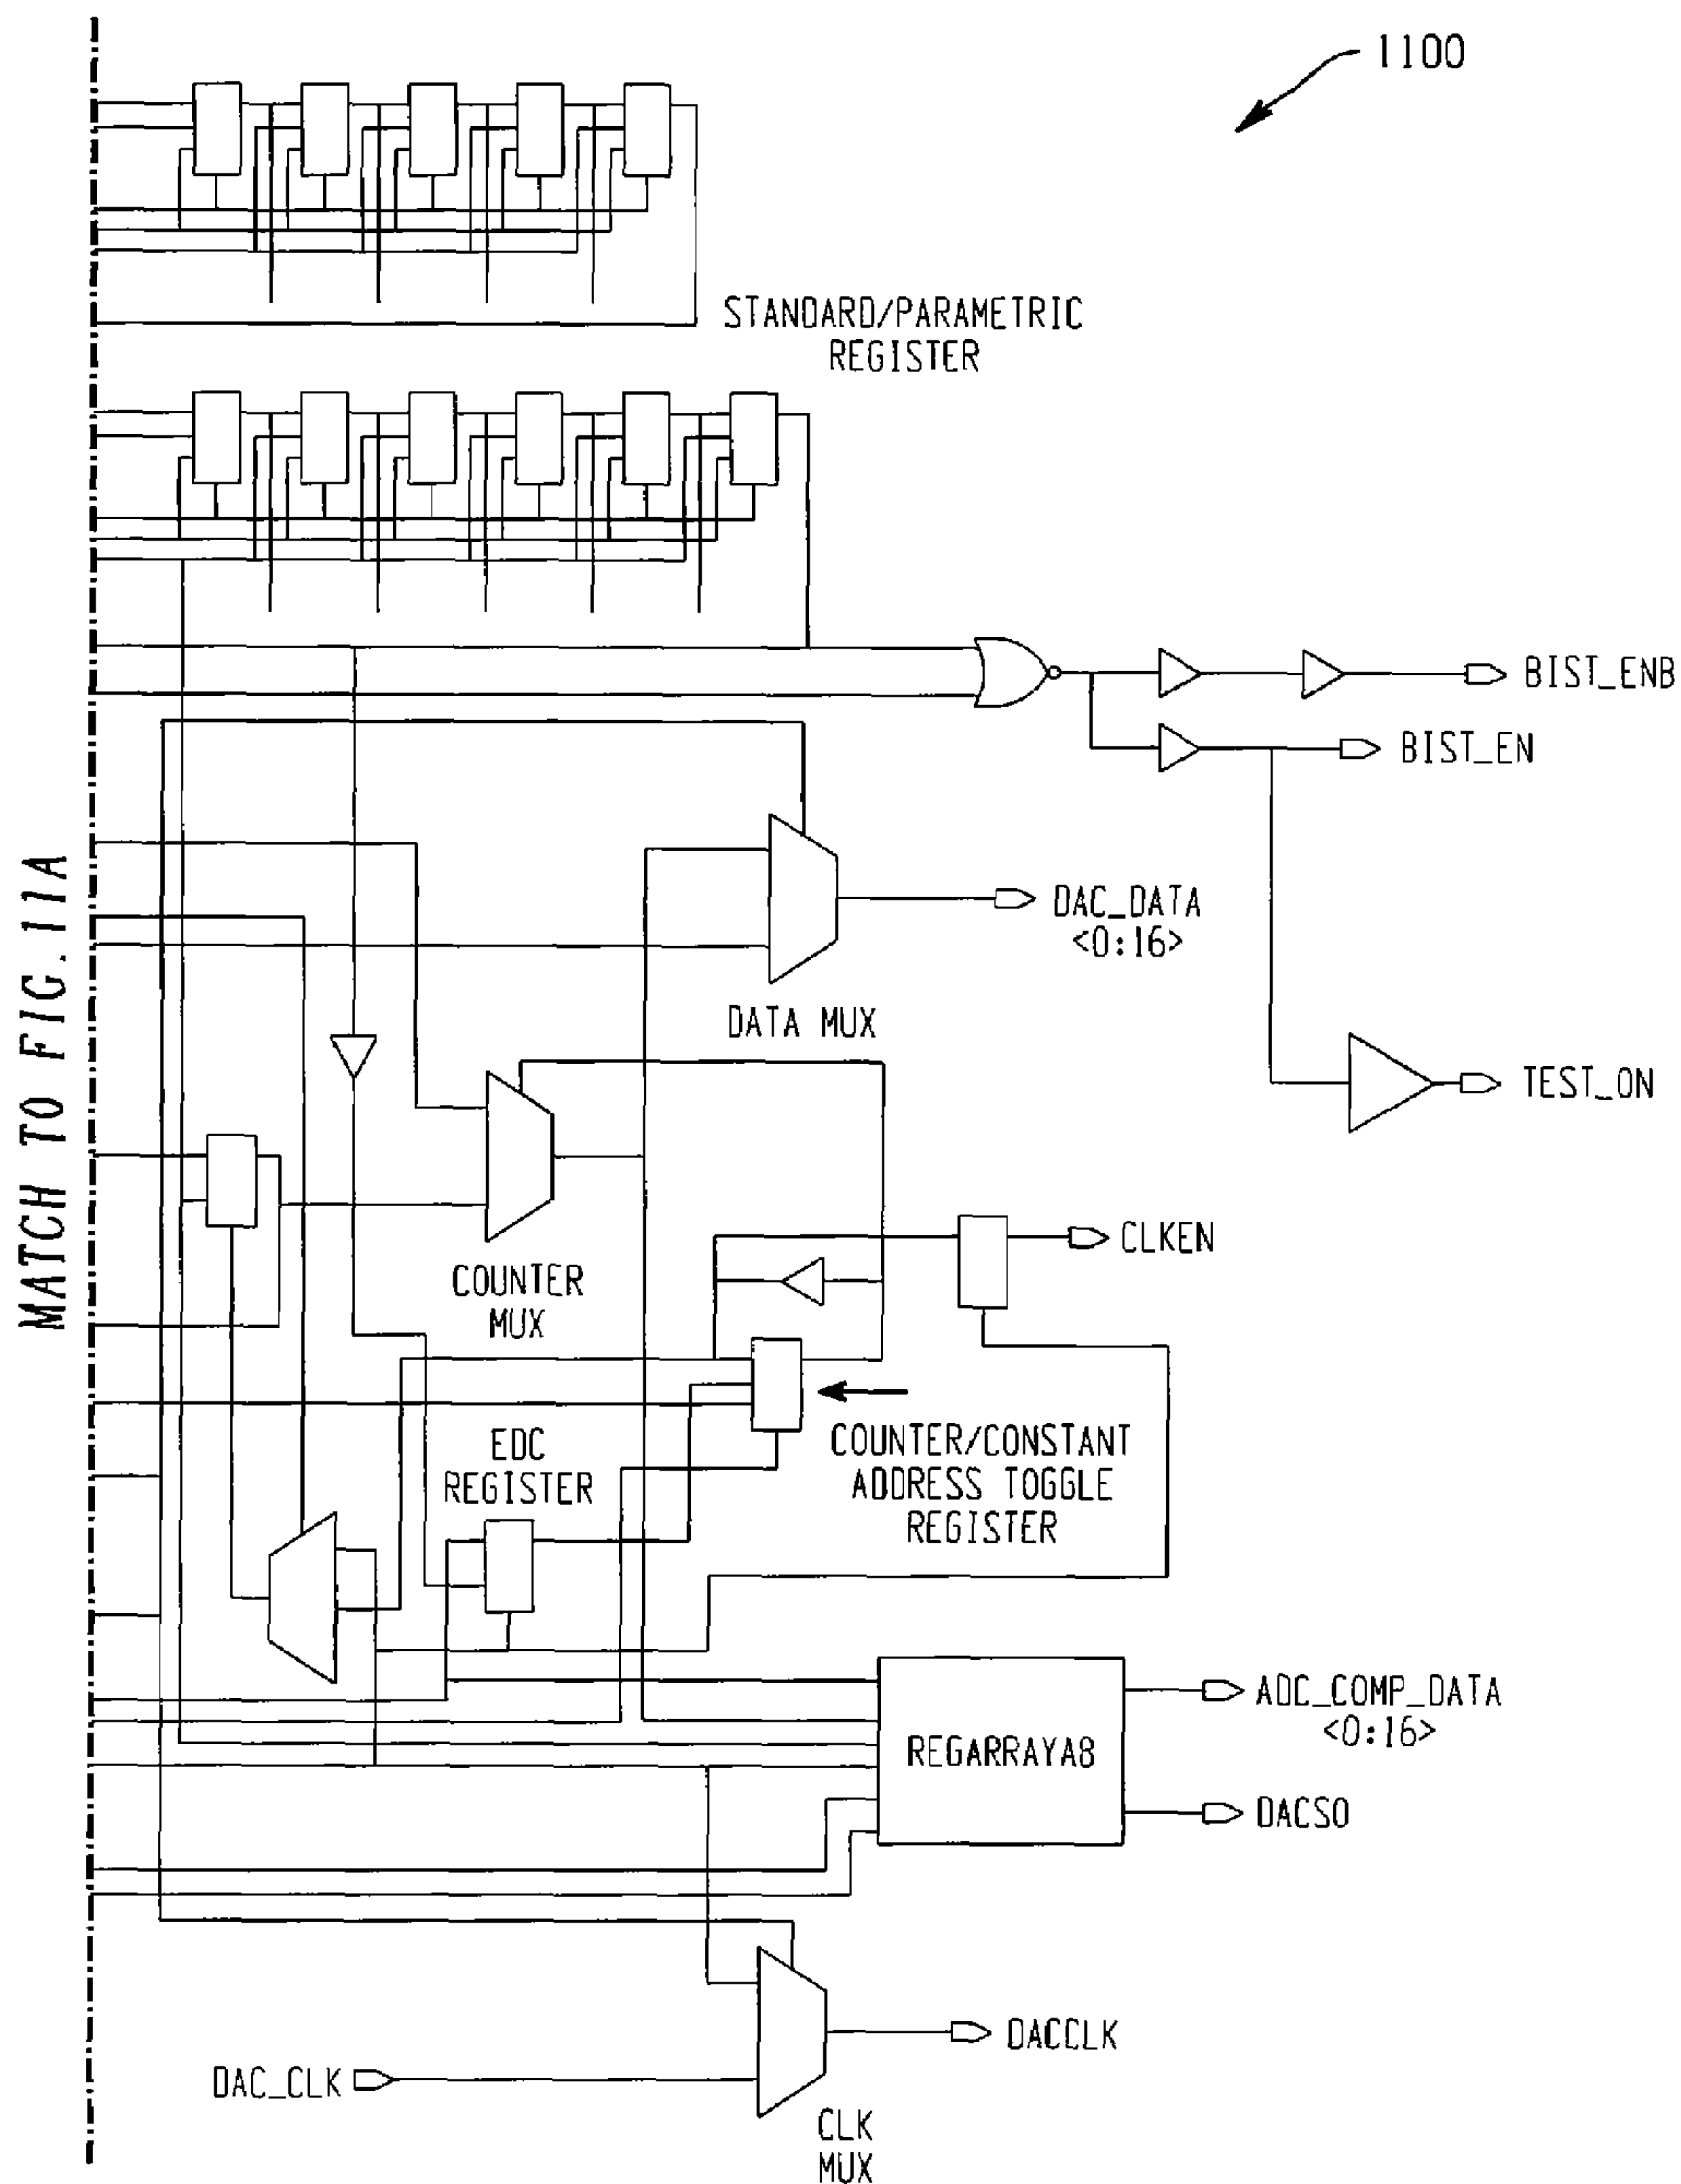 1100
STANDARD/PARAMETRIC
REGISTER
BIST_ENB
BIST_EN
MATCH TO FIG.11A
DAC_DATA
<0:16>
DATA MUX
TEST_ON
CLKEN
COUNTER
MUX
EDC
REGISTER
COUNTER/CONSTANT
ADDRESS TOGGLE
REGISTER
REGARRAYA8
ADC_COMP_DATA
<0:16>
DACSO
DACCLK
DAC_CLK
CLK
MUX